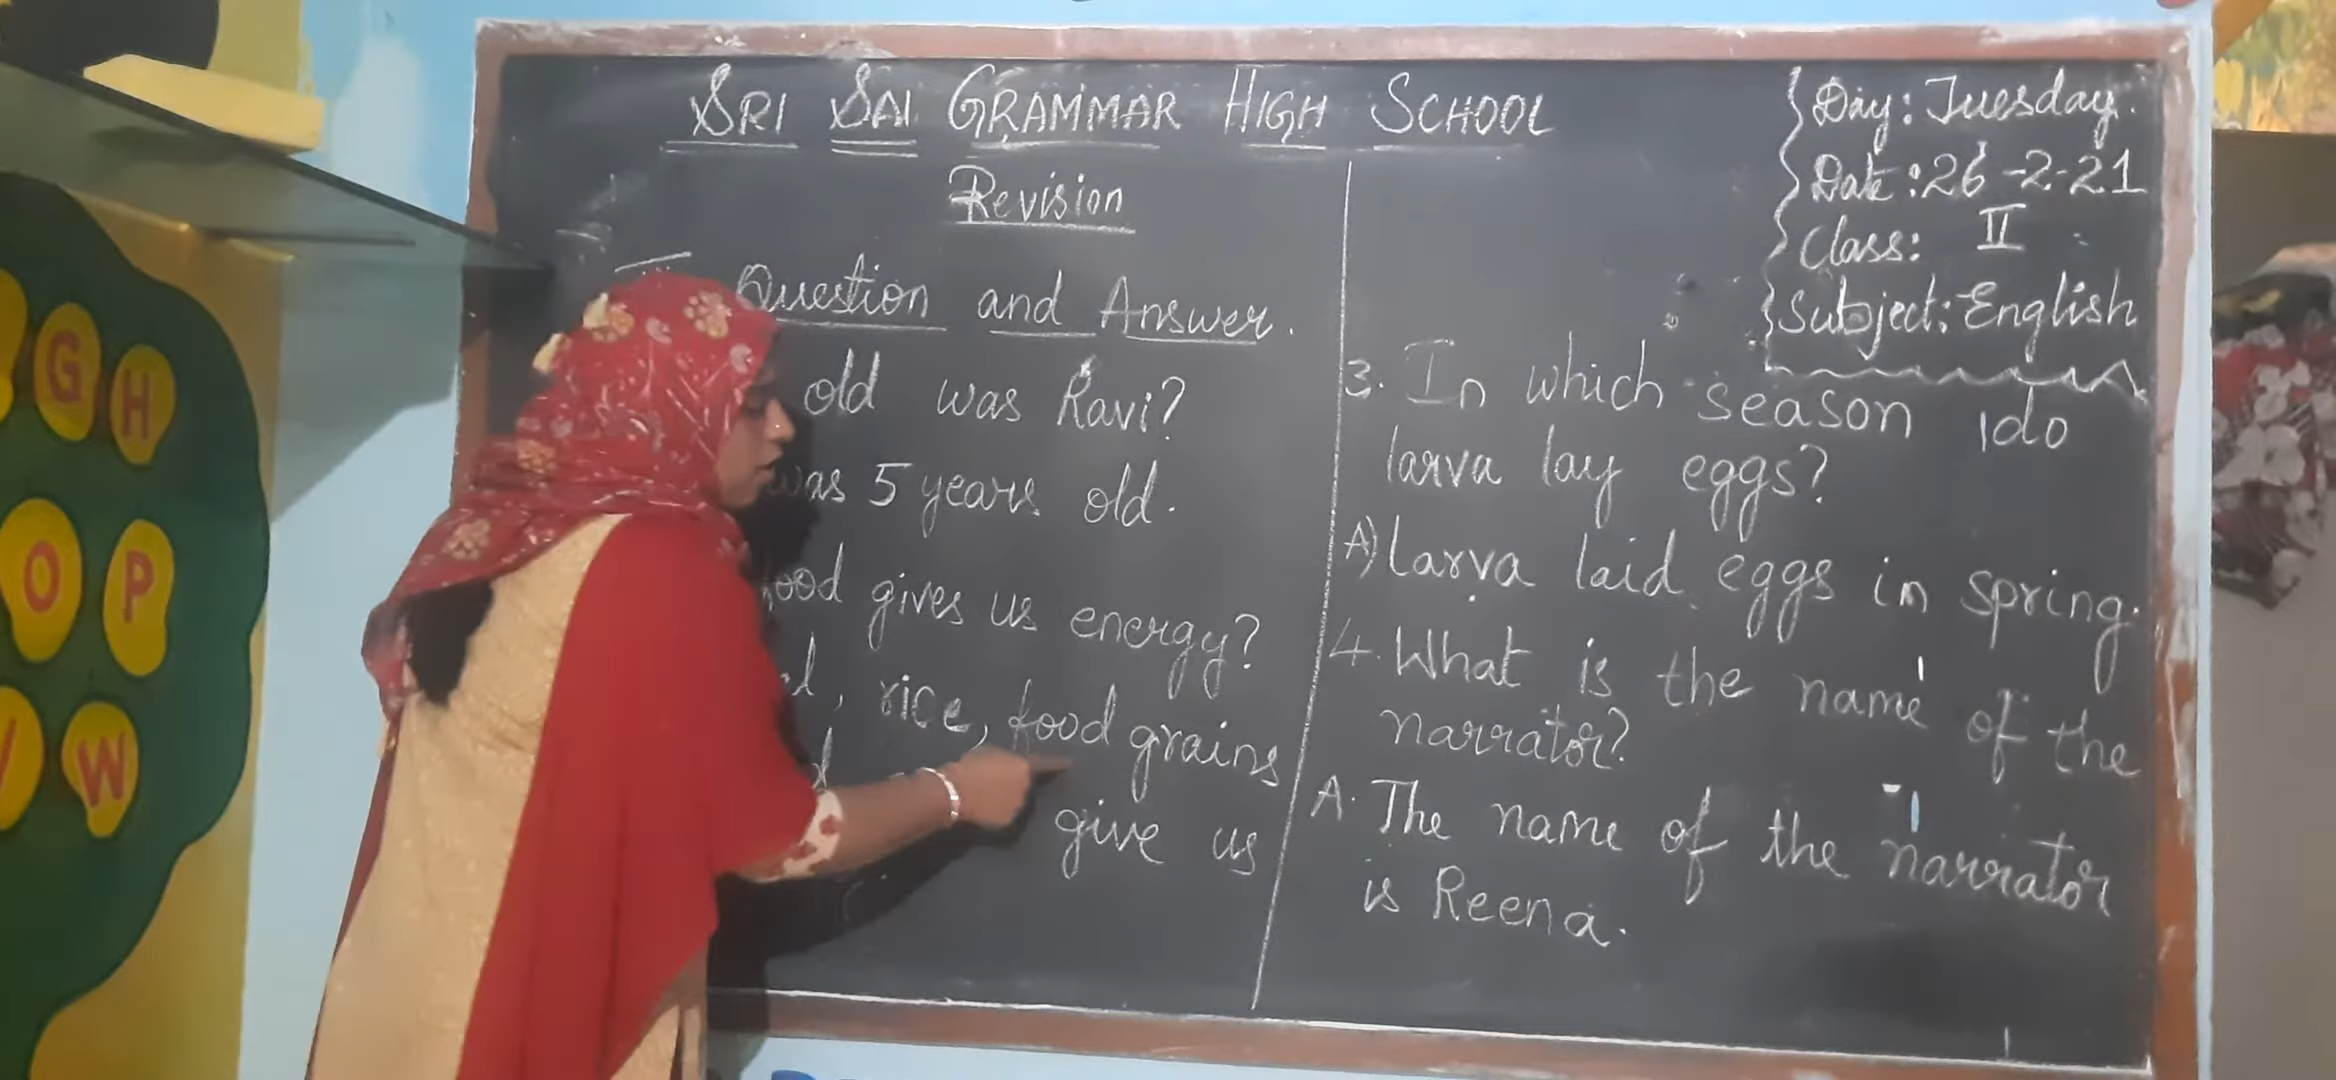 SRI SAI GRAMMAR HIGH SCHOOL
Day: Tuesday.
Date: 26-2-21
Class: II
Subject: English
Revision
Question and Answer.
old was Ravi?
was 5 years old.
gives us energy?
, rice, food grains
give us
3. In which season do
larva lay eggs?
A) Larva laid eggs in spring.
4. What is the name of the
narrator?
A. The name of the narrator
is Reena.
G H
O P
W